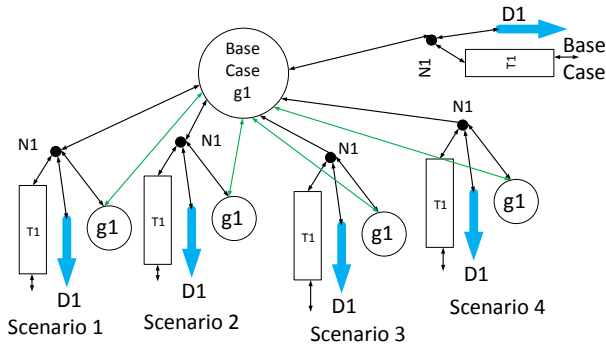 D1
Base
Case
g1
N1
T1
Base
Case
N1
T1
g1
D1
Scenario 1
N1
T1
g1
D1
Scenario 2
N1
T1
g1
D1
Scenario 3
N1
T1
g1
D1
Scenario 4